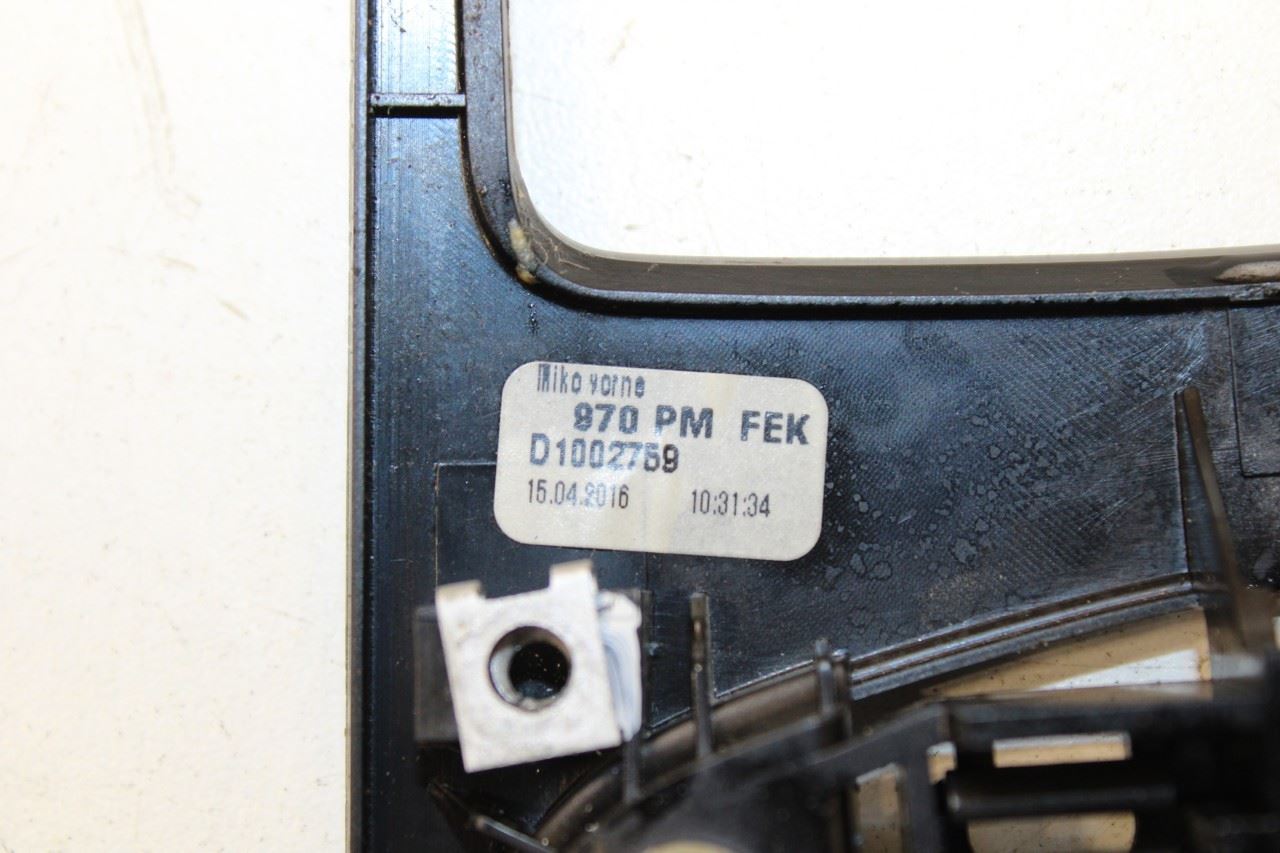 Miko vorne
970 PM FEK
D1002759
15.04.2016 10:31:34